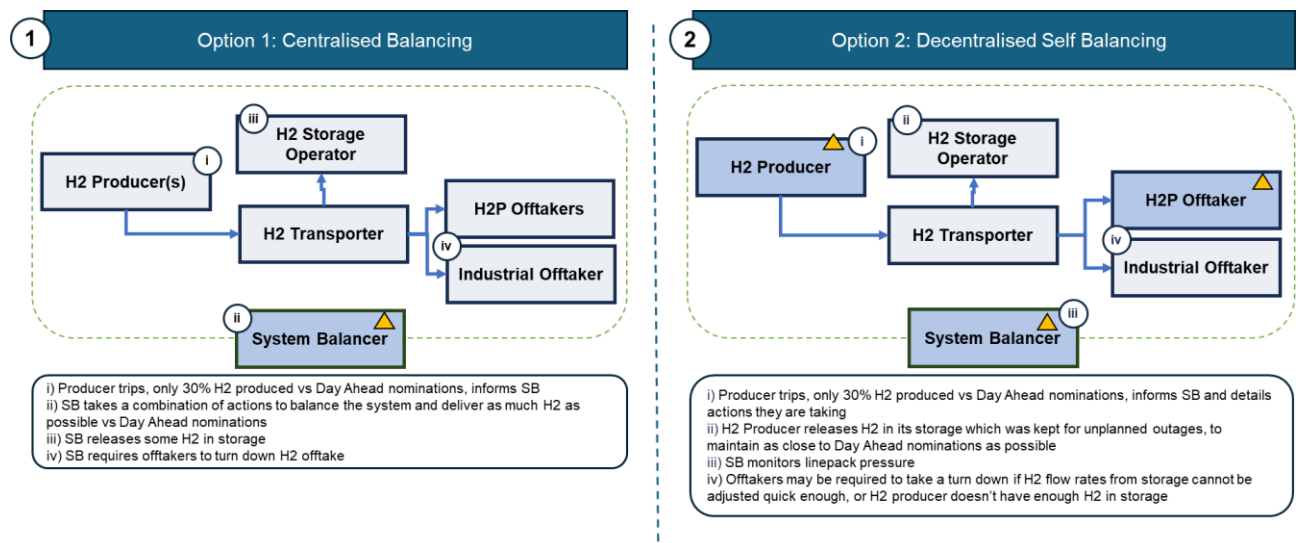 1
Option 1: Centralised Balancing
iii
H2 Storage
Operator
i
H2 Producer(s)
H2P Offtakers
H2 Transporter
iv
Industrial Offtaker
ii
System Balancer
i) Producer trips, only 30% H2 produced vs Day Ahead nominations, informs SB
ii) SB takes a combination of actions to balance the system and deliver as much H2 as
possible vs Day Ahead nominations
iii) SB releases some H2 in storage
iv) SB requires offtakers to turn down H2 offtake
2
Option 2: Decentralised Self Balancing
ii
H2 Storage
Operator
i
H2 Producer
H2P Offtaker
H2 Transporter
iv
Industrial Offtaker
iii
System Balancer
i) Producer trips, only 30% H2 produced vs Day Ahead nominations, informs SB and details
actions they are taking
ii) H2 Producer releases H2 in its storage which was kept for unplanned outages, to
maintain as close to Day Ahead nominations as possible
iii) SB monitors linepack pressure
iv) Offtakers may be required to take a turn down if H2 flow rates from storage cannot be
adjusted quick enough, or H2 producer doesn't have enough H2 in storage